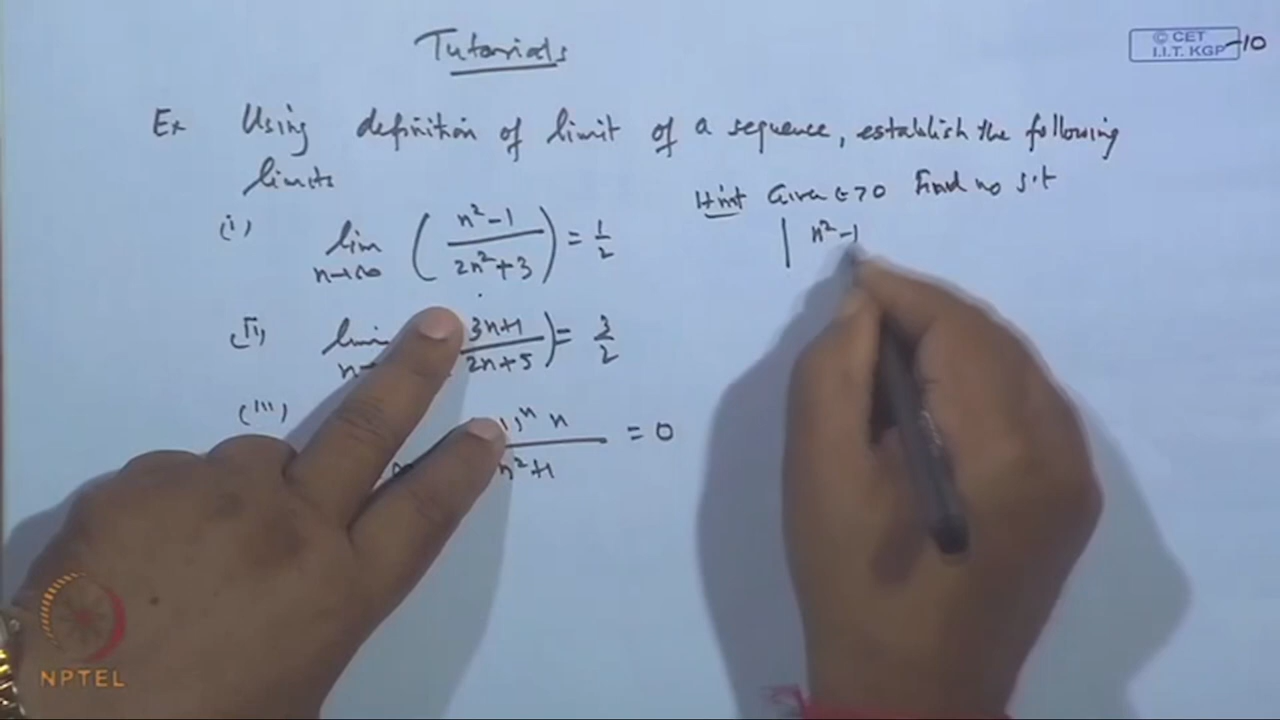 Tutorials
© CET
I.I.T. KGP
-10
Ex Using definition of limit of a sequence, establish the following
limits
Hint Given ε>0 Find n₀ s.t
(i) lim n→∞ (n²-1 / 2n²+3) = 1/2
| n²-1
(ii) lim n→ 3n+1 / 2n+5) = 3/2
(iii) 1)ⁿ n / n²+1 = 0
NPTEL